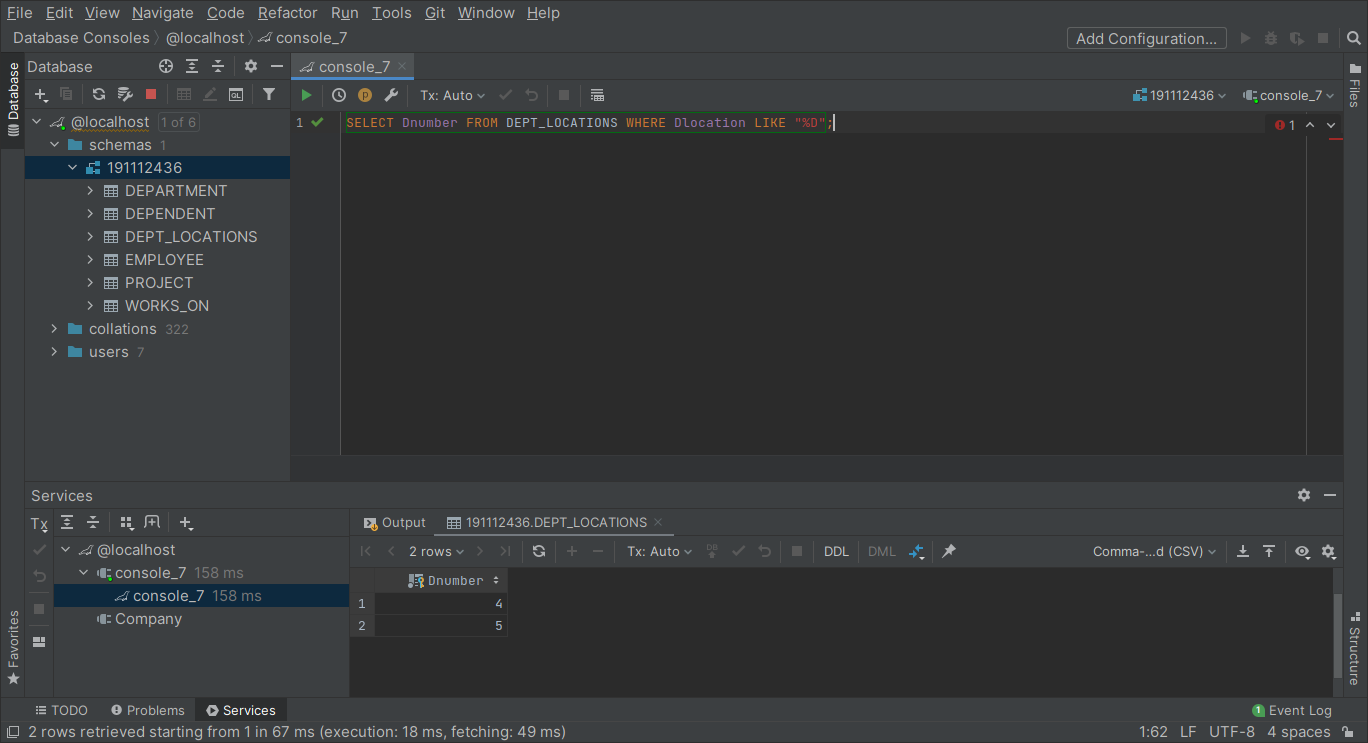 File Edit View Navigate Code Refactor Run Tools Git Window Help
Database Consoles @localhost console_7
Add Configuration...
Database
Database
console_7
Files
Tx: Auto
191112436
console_7
@localhost 1 of 6
schemas 1
191112436
DEPARTMENT
DEPENDENT
DEPT_LOCATIONS
EMPLOYEE
PROJECT
WORKS_ON
collations 322
users 7
1 SELECT Dnumber FROM DEPT_LOCATIONS WHERE Dlocation LIKE "%D";
1
Services
Tx
@localhost
console_7 158 ms
console_7 158 ms
Company
Output 191112436.DEPT_LOCATIONS
2 rows Tx: Auto DB DDL DML Comma-...d (CSV)
Dnumber
1 4
2 5
Favorites
Structure
TODO Problems Services
1 Event Log
2 rows retrieved starting from 1 in 67 ms (execution: 18 ms, fetching: 49 ms)
1:62 LF UTF-8 4 spaces